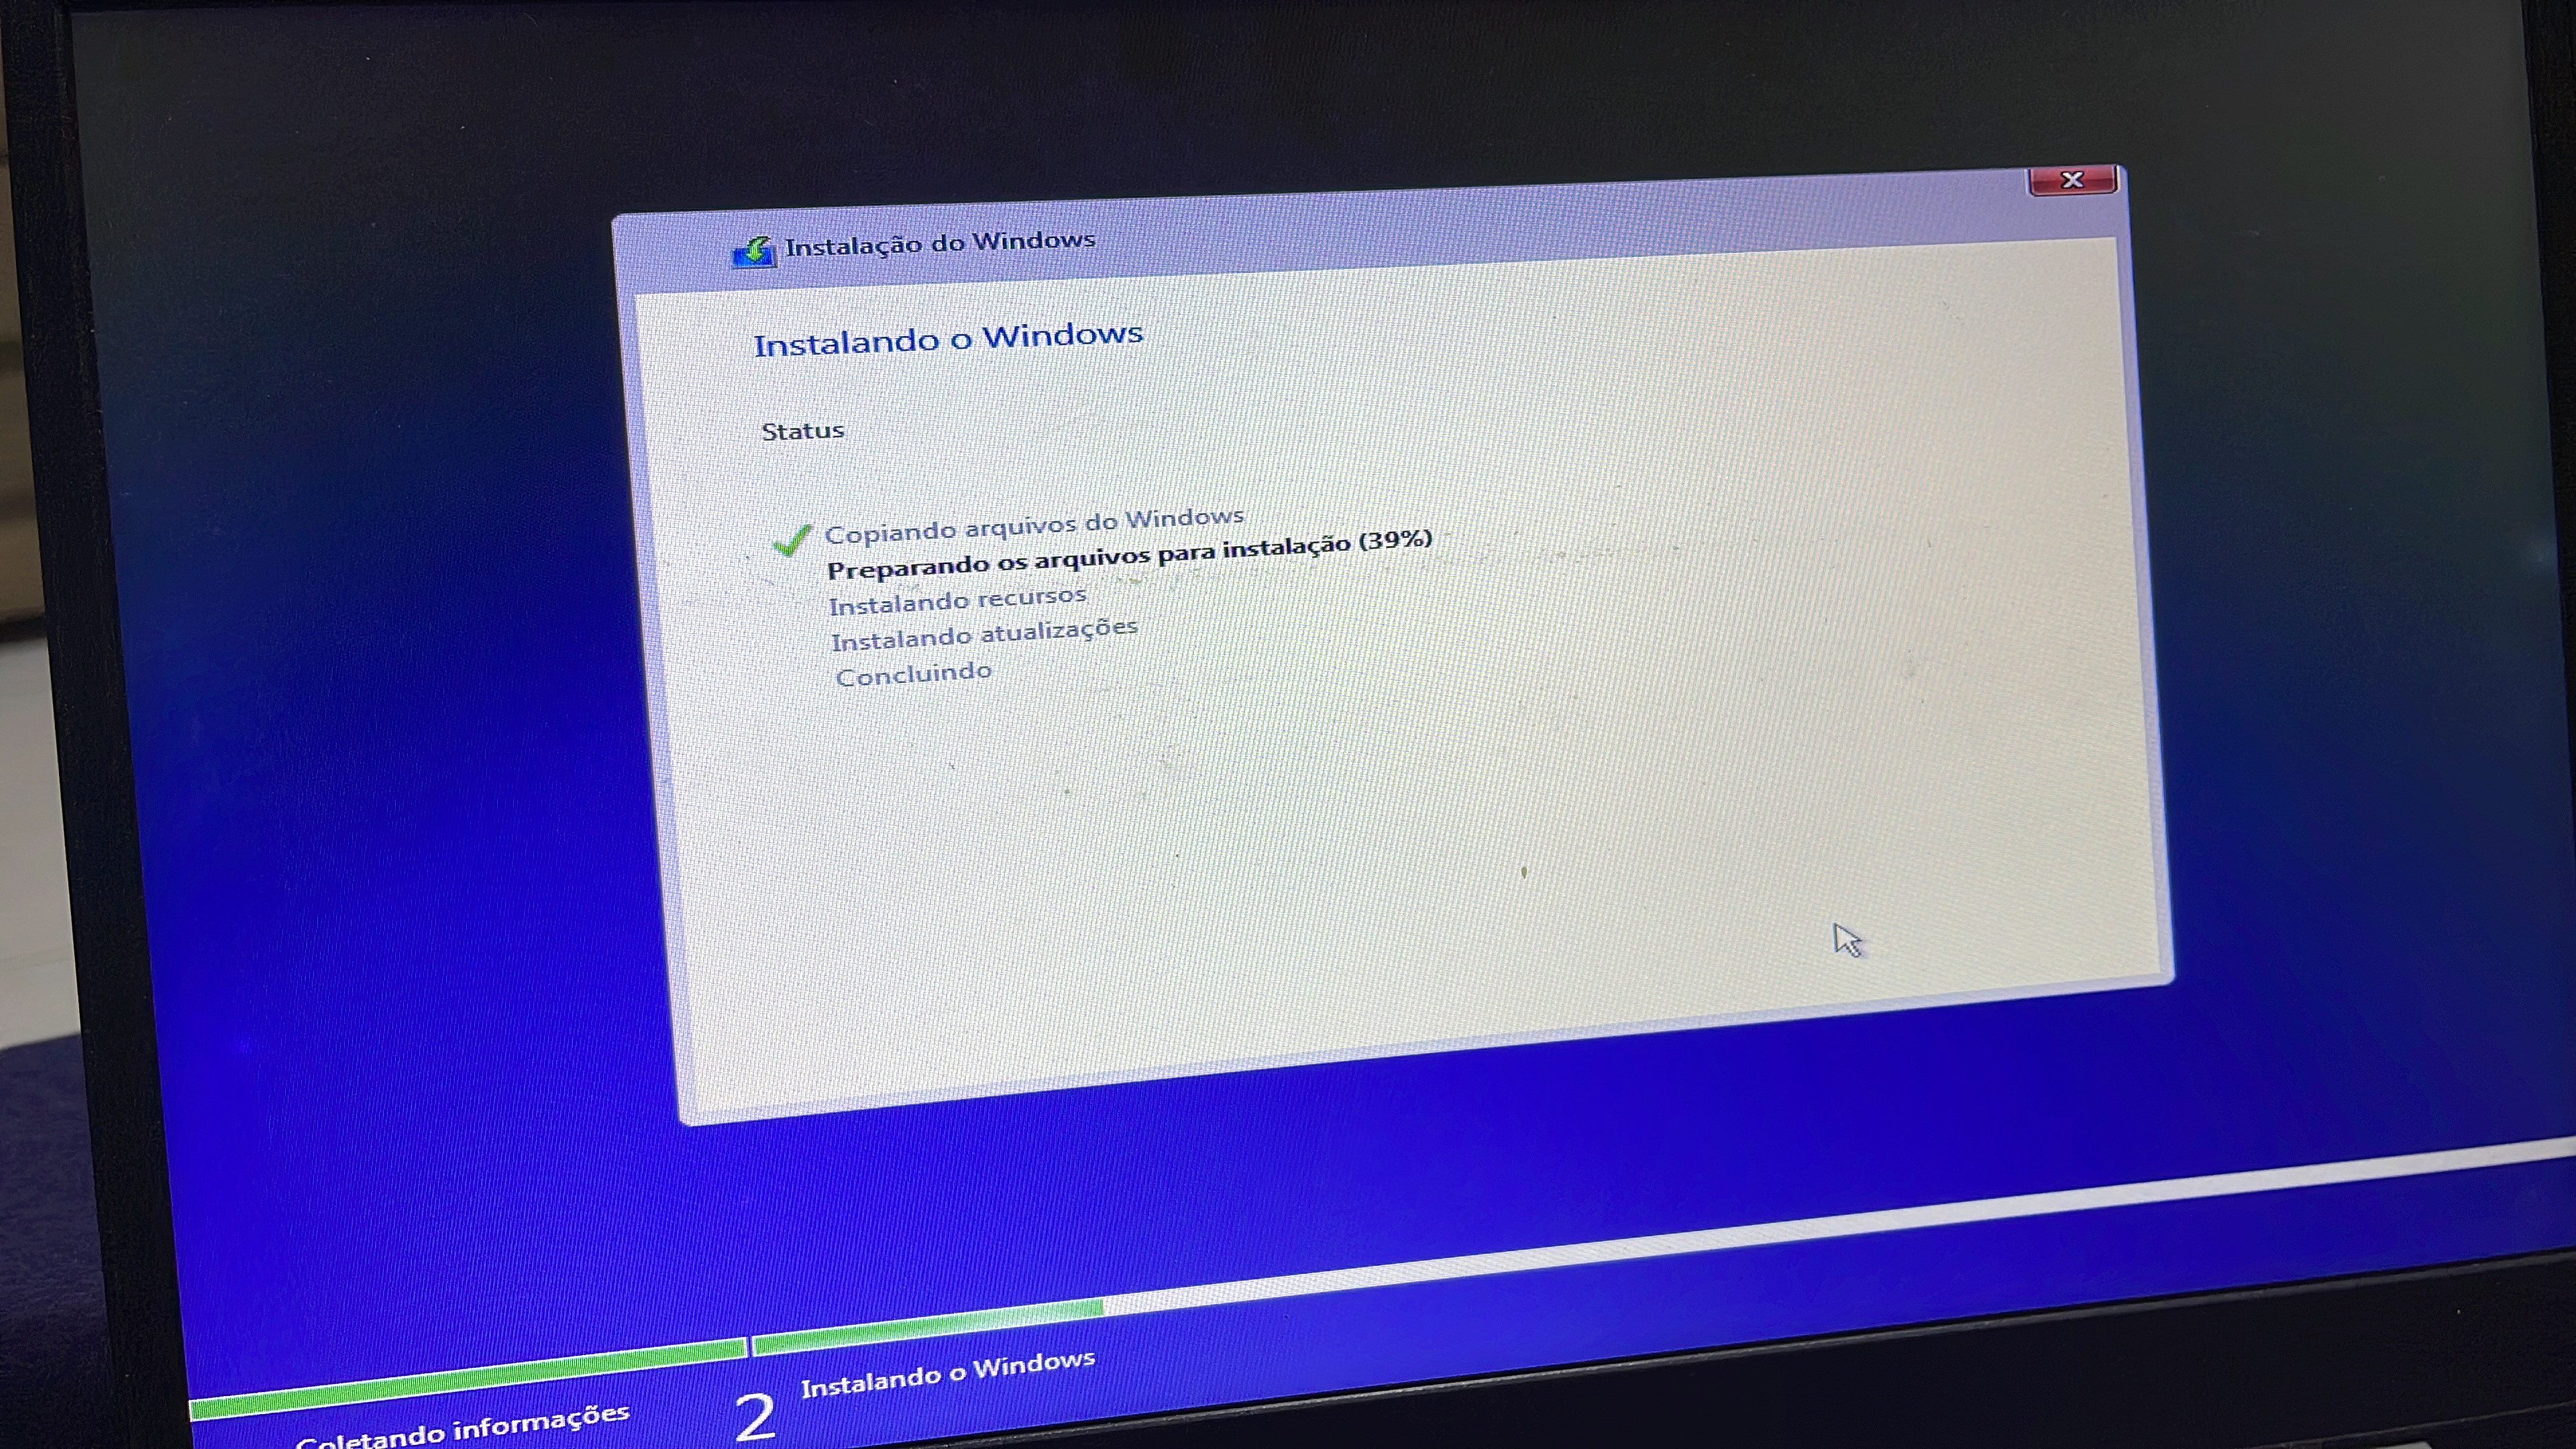 Instalação do Windows
Instalando o Windows
Status
Copiando arquivos do Windows
Preparando os arquivos para instalação (39%)
Instalando recursos
Instalando atualizações
Concluindo
Coletando informações
2 Instalando o Windows